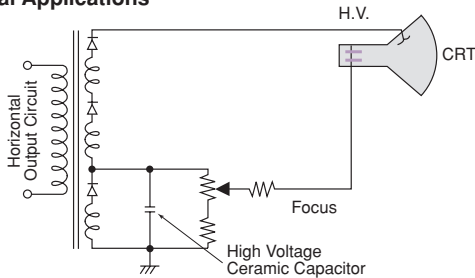 al Applications
H.V.
CRT
Horizontal
Output Circuit
Focus
High Voltage
Ceramic Capacitor